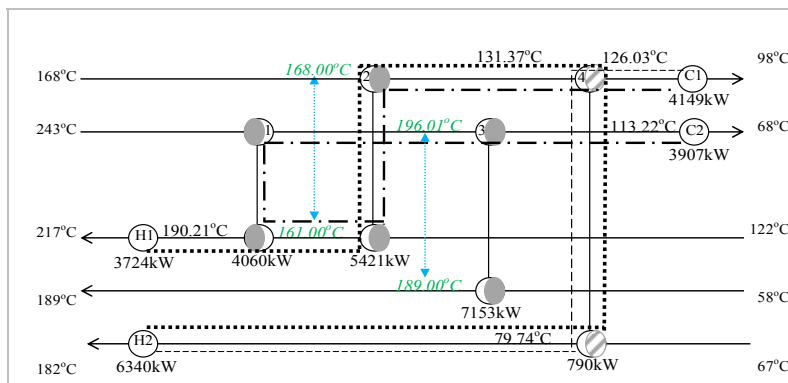 131.37°C 126.03°C 98°C
168°C 168.00°C 2 4 C1
4149kW
243°C 1 196.01°C 3 113.22°C C2 68°C
3907kW
217°C H1 190.21°C 161.00°C 122°C
3724kW 4060kW 5421kW
189°C 189.00°C 58°C
7153kW
H2 79.74°C
182°C 6340kW 790kW 67°C